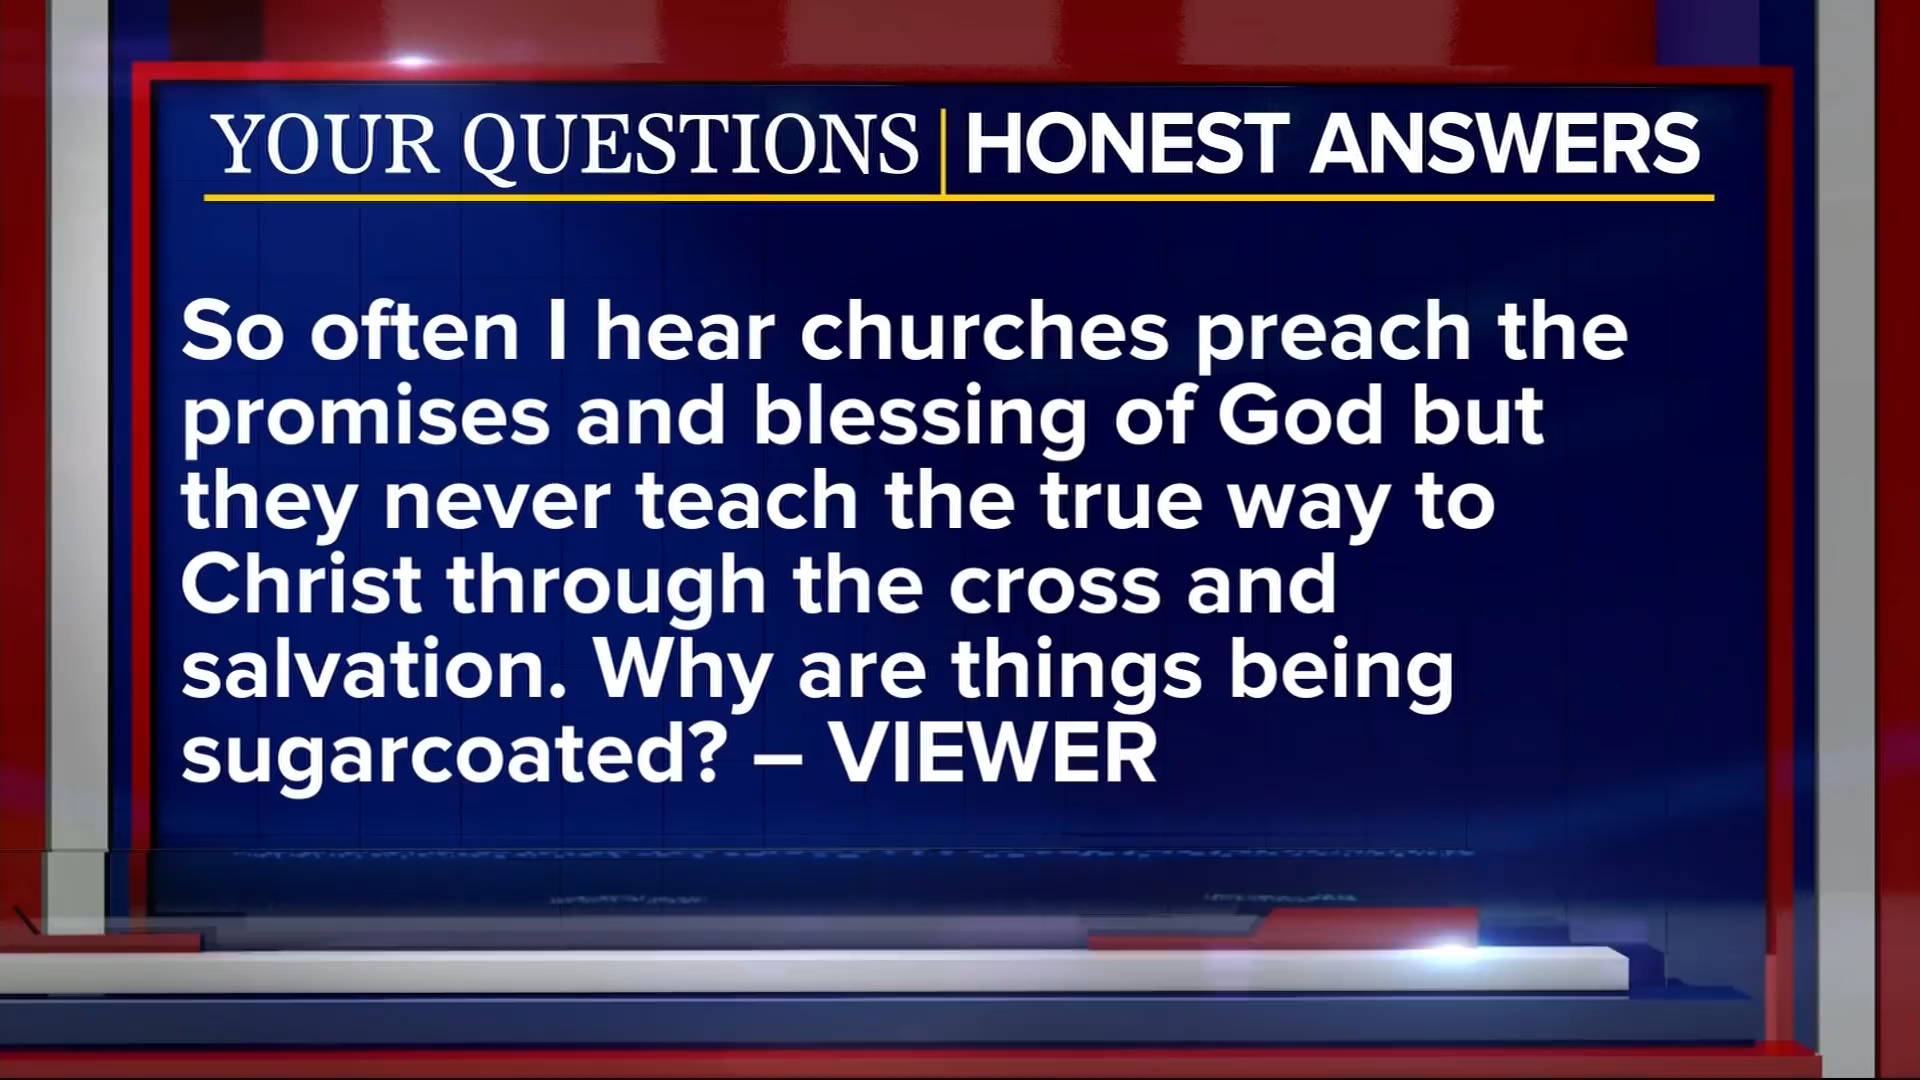 YOUR QUESTIONS | HONEST ANSWERS
So often I hear churches preach the
promises and blessing of God but
they never teach the true way to
Christ through the cross and
salvation. Why are things being
sugarcoated? – VIEWER